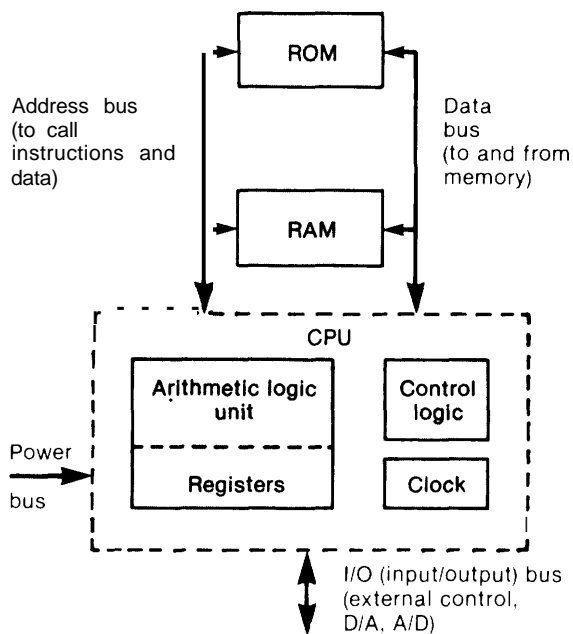 ROM
Address bus
(to call
instructions and
data)
Data
bus
(to and from
memory)
RAM
CPU
Arithmetic logic
unit
Registers
Control
logic
Clock
Power
bus
I/O (input/output) bus
(external control,
D/A, A/D)